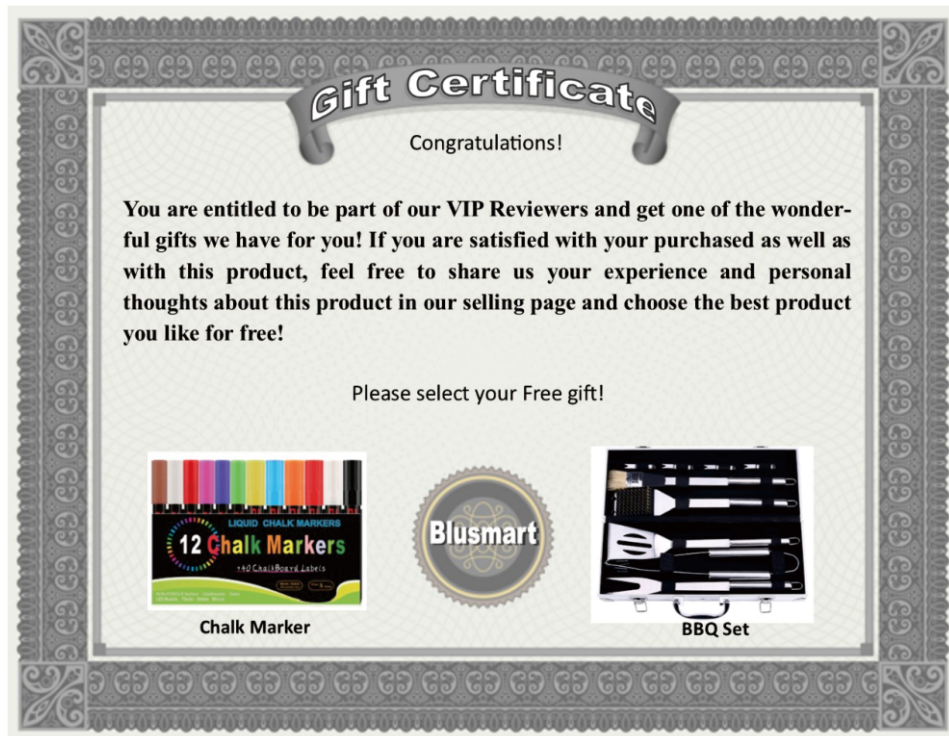 Gift Certificate
Congratulations!
You are entitled to be part of our VIP Reviewers and get one of the wonder-
ful gifts we have for you! If you are satisfied with your purchased as well as
with this product, feel free to share us your experience and personal
thoughts about this product in our selling page and choose the best product
you like for free!
Please select your Free gift!
LIQUID CHALK MARKERS
12 Chalk Markers
+40 ChalkBoard Labels
Blusmart
Chalk Marker
BBQ Set